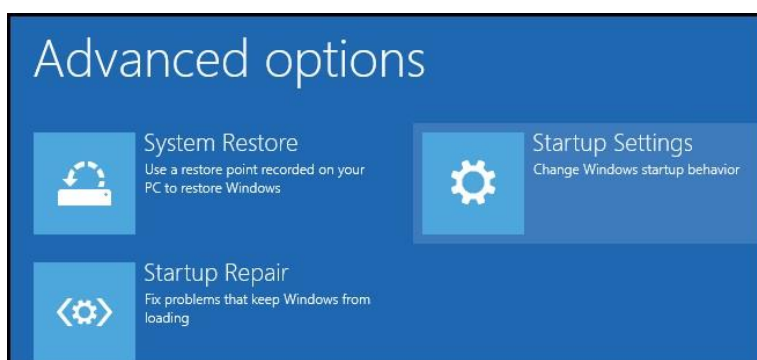 Advanced options
System Restore
Use a restore point recorded on your
PC to restore Windows
Startup Settings
Change Windows startup behavior
Startup Repair
Fix problems that keep Windows from
loading